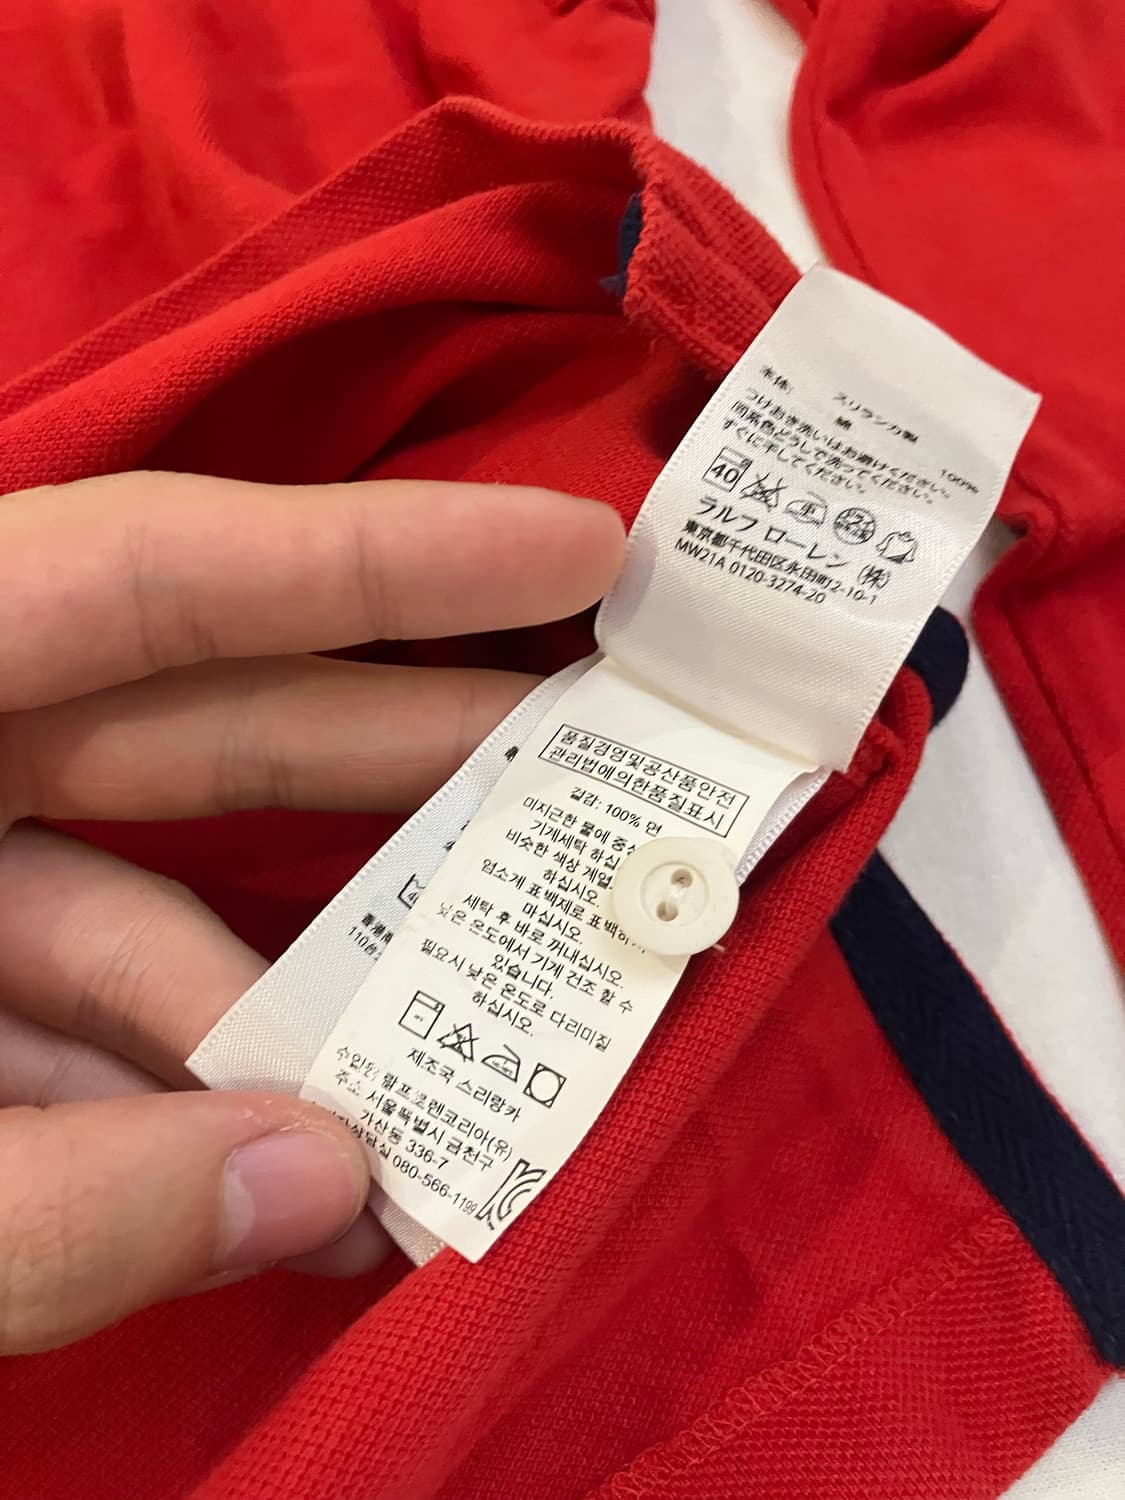 本体: スリランカ製
綿 100%
つけおき洗いはお避けください。
同系色どうしで洗ってください。
すぐに干してください。
40
中
ラルフ ローレン (株)
東京都千代田区永田町2-10-1
MW21A 0120-3274-20
품질경영및공산품안전
관리법에의한품질표시
겉감: 100% 면
미지근한 물에 중성
기계세탁 하십
비슷한 색상 계열
하십시오.
염소계 표백제로 표백하
마십시오.
세탁 후 바로 꺼내십시오.
낮은 온도에서 기계 건조 할 수
있습니다.
필요시 낮은 온도로 다리미질
하십시오.
제조국 스리랑카
랄프로렌코리아(유)
주소 서울특별시 금천구
가산동 336-7
080-566-1199
香港
110